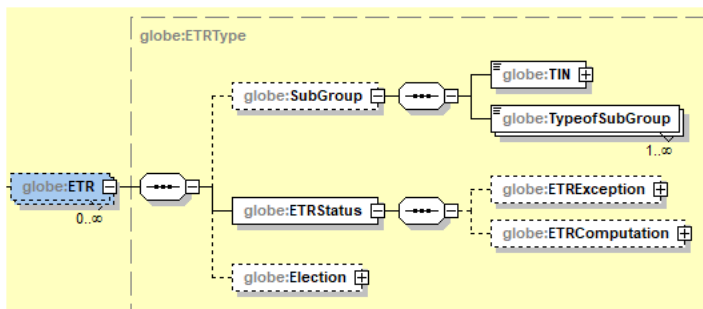 globe:ETRType
globe:SubGroup
globe:TIN
globe:TypeofSubGroup
1..∞
globe:ETR
0..∞
globe:ETRStatus
globe:ETRException
globe:ETRComputation
globe:Election